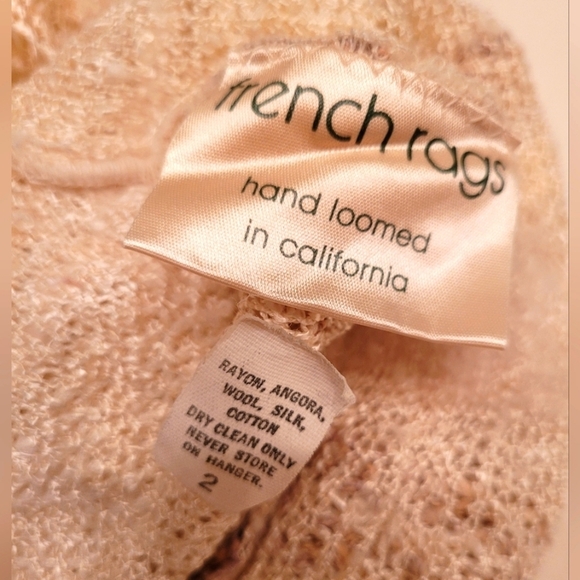 french rags
hand loomed
in california
RAYON, ANGORA,
WOOL, SILK,
COTTON
DRY CLEAN ONLY
NEVER STORE
ON HANGER.
2